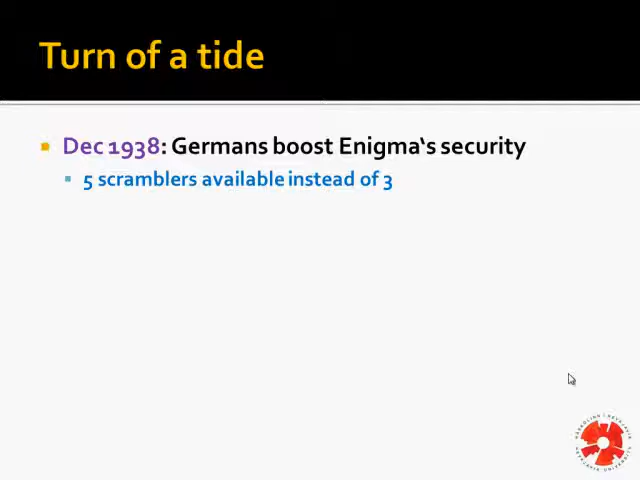 Turn of a tide
Dec 1938: Germans boost Enigma‘s security
5 scramblers available instead of 3